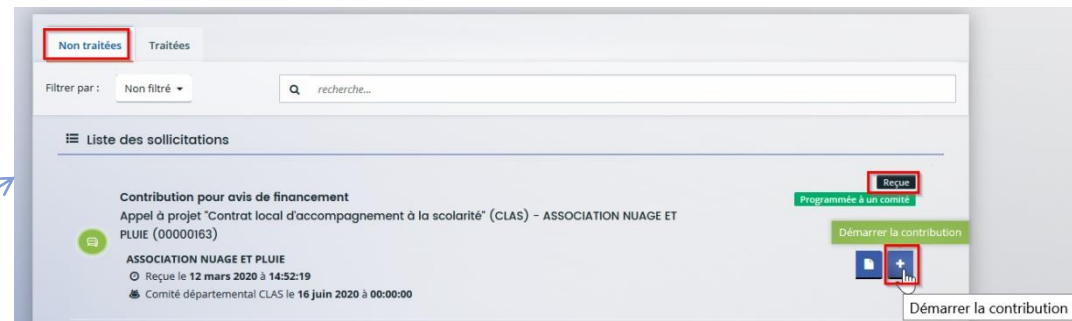 Non traitées Traitées
Filtrer par : Non filtré recherche...
Liste des sollicitations
Reçue
Contribution pour avis de financement Programmée à un comité
Appel à projet "Contrat local d'accompagnement à la scolarité" (CLAS) – ASSOCIATION NUAGE ET
PLUIE (00000163) Démarrer la contribution
ASSOCIATION NUAGE ET PLUIE
Reçue le 12 mars 2020 à 14:52:19
Comité départemental CLAS le 16 juin 2020 à 00:00:00
Démarrer la contribution